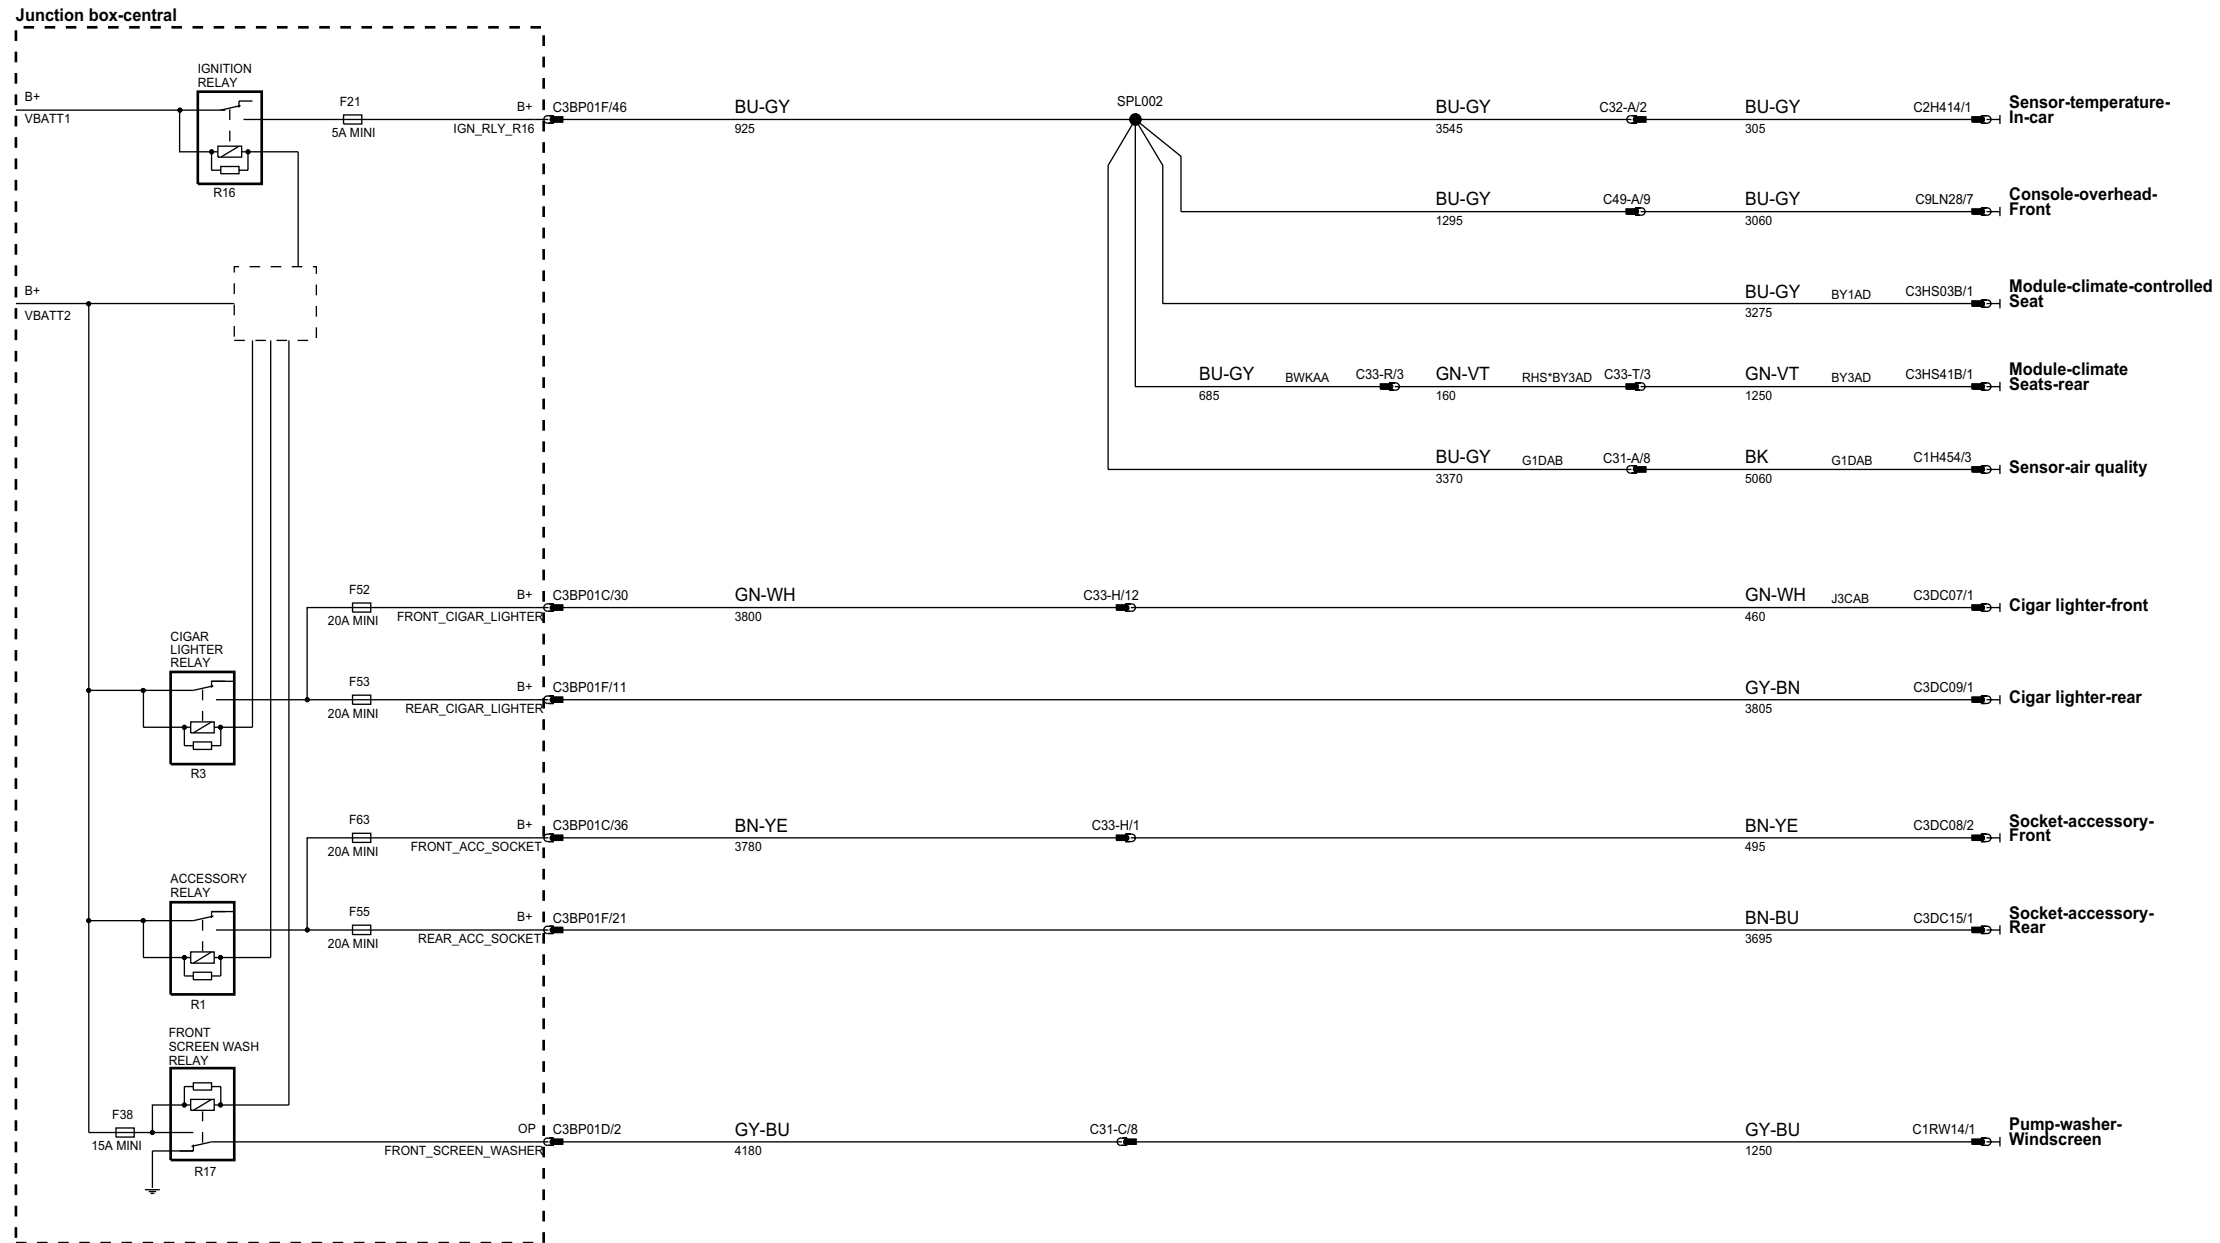 Junction box-central
IGNITION
RELAY
B+
VBATT1
R16
F21
5A MINI
B+
IGN_RLY_R16
C3BP01F/46
BU-GY
925
SPL002
BU-GY
3545
C32-A/2
BU-GY
305
C2H414/1
Sensor-temperature-
In-car
BU-GY
1295
C49-A/9
BU-GY
3060
C9LN28/7
Console-overhead-
Front
B+
VBATT2
BU-GY
3275
BY1AD
C3HS03B/1
Module-climate-controlled
Seat
BU-GY
685
BWKAA
C33-R/3
GN-VT
160
RHS*BY3AD
C33-T/3
GN-VT
1250
BY3AD
C3HS41B/1
Module-climate
Seats-rear
BU-GY
3370
G1DAB
C31-A/8
BK
5060
G1DAB
C1H454/3
Sensor-air quality
F52
20A MINI
B+
FRONT_CIGAR_LIGHTER
C3BP01C/30
GN-WH
3800
C33-H/12
GN-WH
460
J3CAB
C3DC07/1
Cigar lighter-front
CIGAR
LIGHTER
RELAY
R3
F53
20A MINI
B+
REAR_CIGAR_LIGHTER
C3BP01F/11
GY-BN
3805
C3DC09/1
Cigar lighter-rear
F63
20A MINI
B+
FRONT_ACC_SOCKET
C3BP01C/36
BN-YE
3780
C33-H/1
BN-YE
495
C3DC08/2
Socket-accessory-
Front
ACCESSORY
RELAY
R1
F55
20A MINI
B+
REAR_ACC_SOCKET
C3BP01F/21
BN-BU
3695
C3DC15/1
Socket-accessory-
Rear
FRONT
SCREEN WASH
RELAY
F38
15A MINI
R17
OP
FRONT_SCREEN_WASHER
C3BP01D/2
GY-BU
4180
C31-C/8
GY-BU
1250
C1RW14/1
Pump-washer-
Windscreen